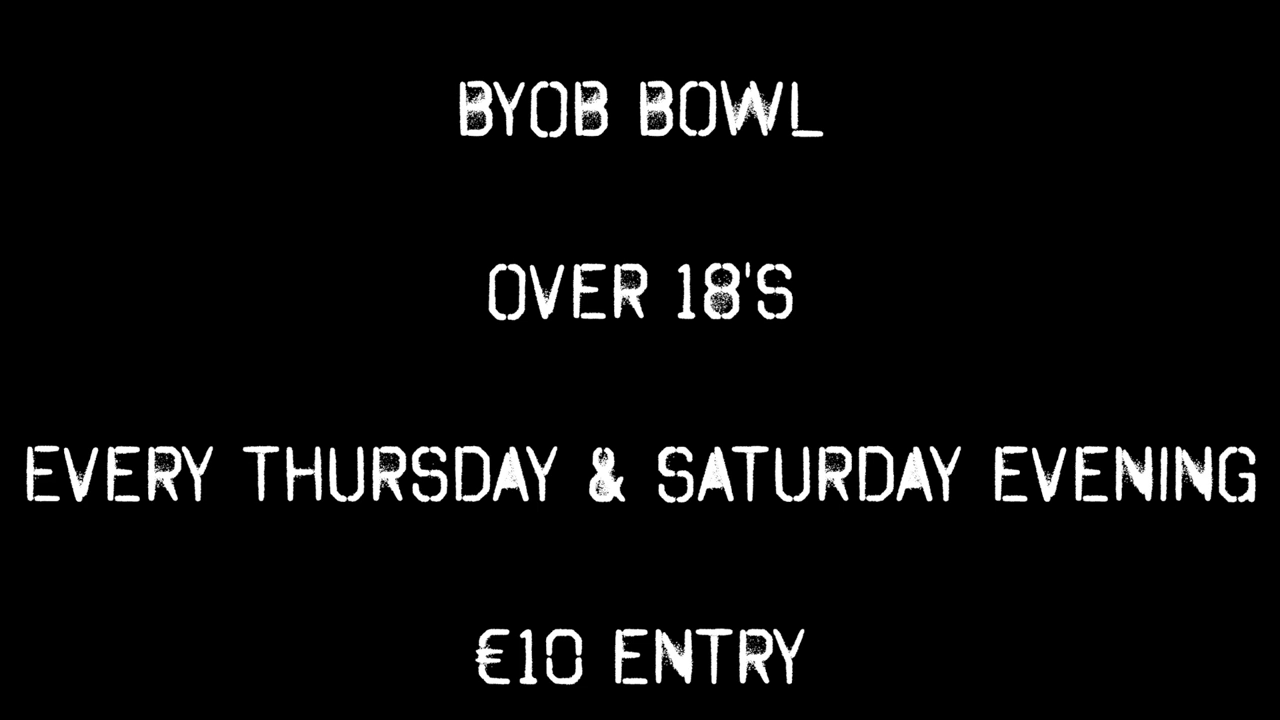 BYOB BOWL
OVER 18'S
EVERY THURSDAY & SATURDAY EVENING
€10 ENTRY